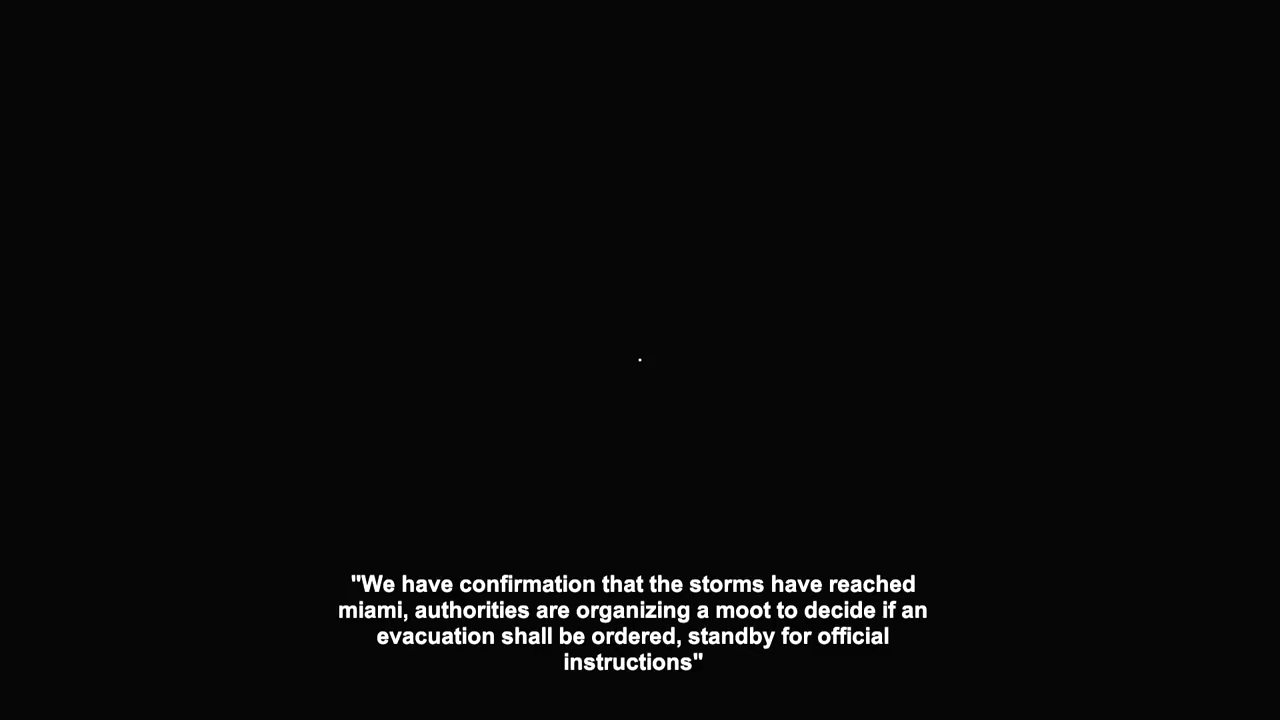 "We have confirmation that the storms have reached
miami, authorities are organizing a moot to decide if an
evacuation shall be ordered, standby for official
instructions"